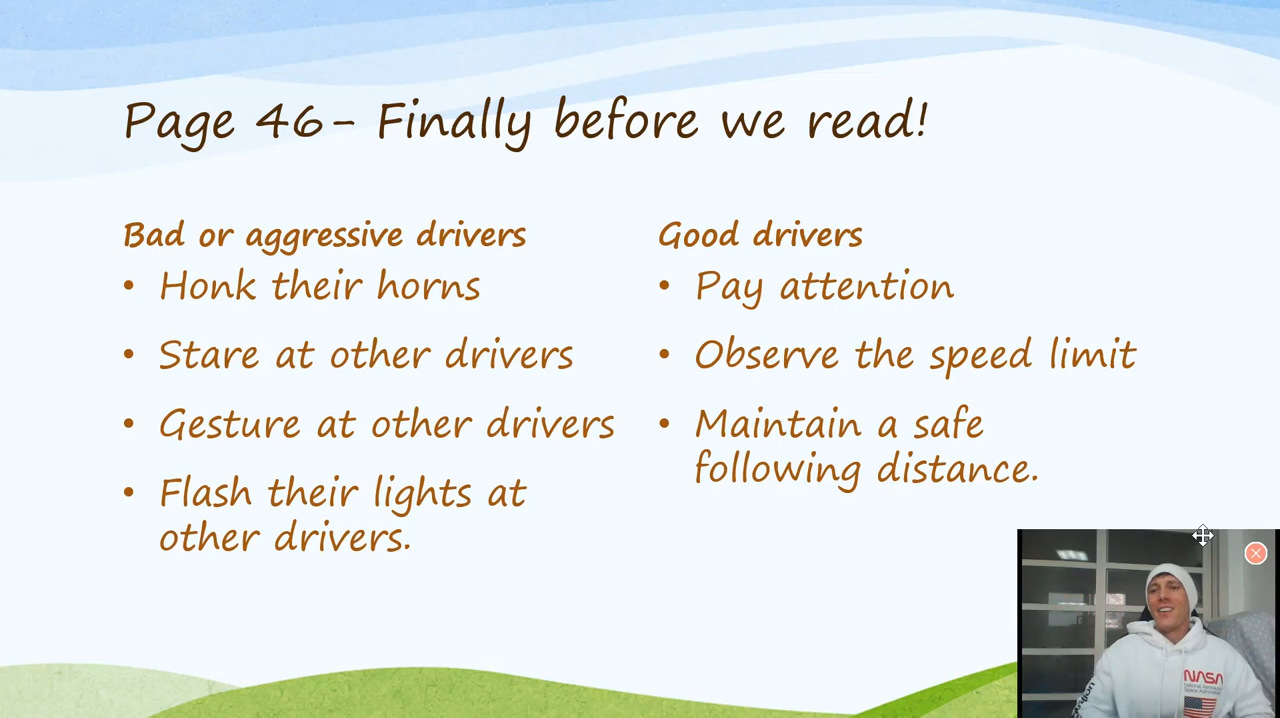 Page 46- Finally before we read!
Bad or aggressive drivers
• Honk their horns
• Stare at other drivers
• Gesture at other drivers
• Flash their lights at
other drivers.
Good drivers
• Pay attention
• Observe the speed limit
• Maintain a safe
following distance.
NASA